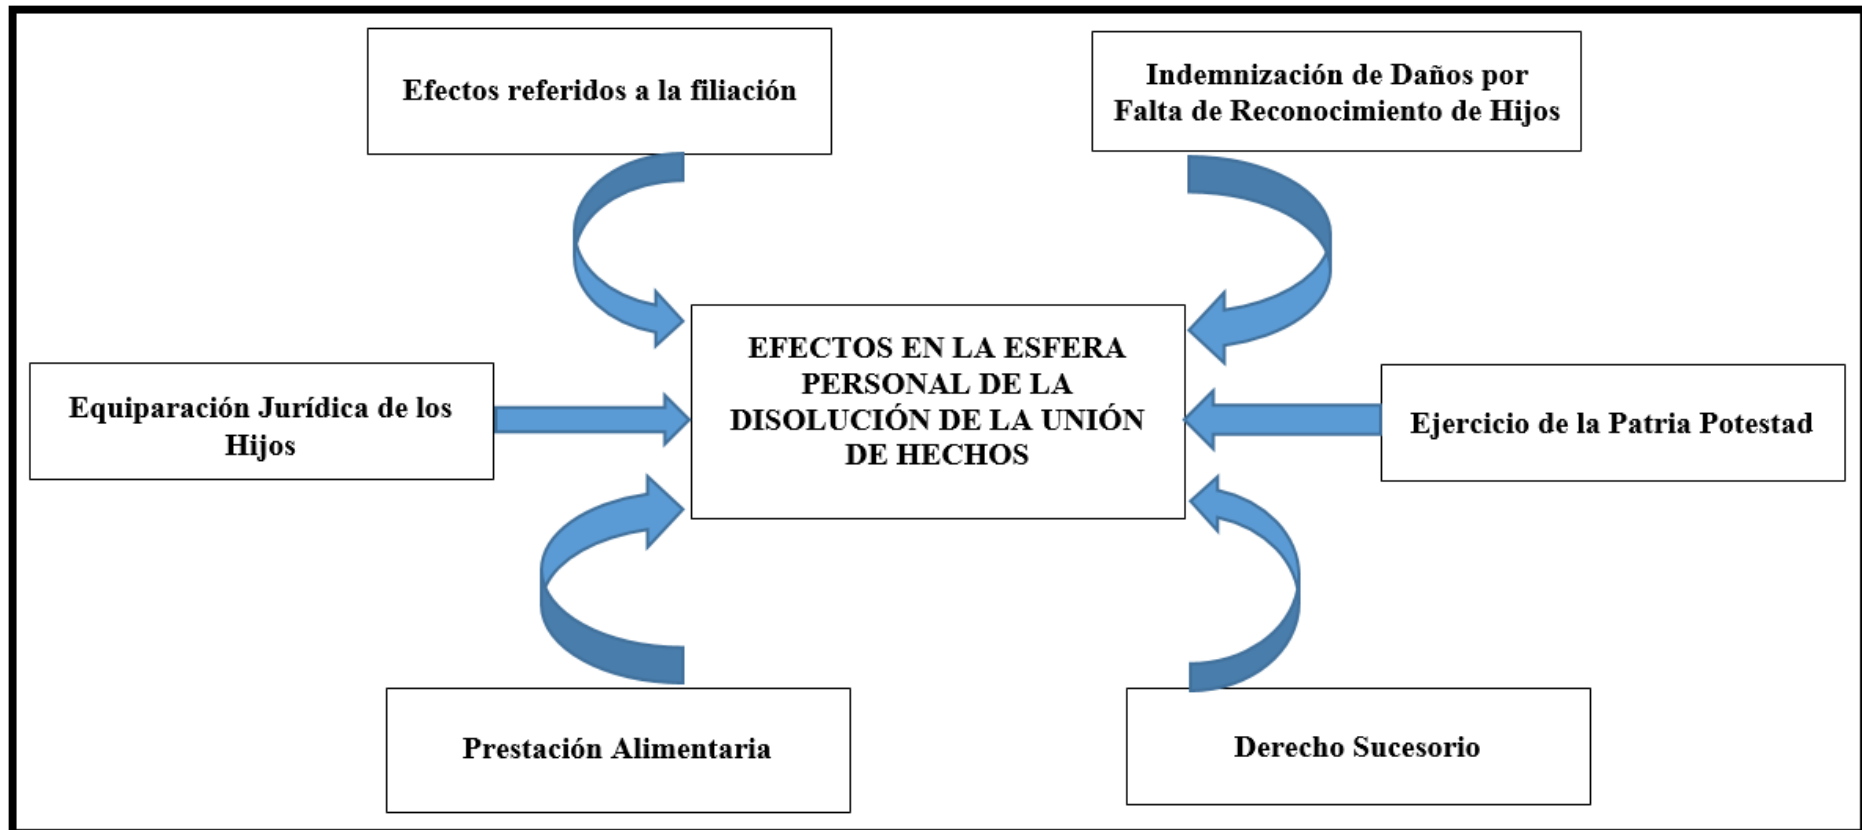 Efectos referidos a la filiación
Indemnización de Daños por
Falta de Reconocimiento de Hijos
EFECTOS EN LA ESFERA
PERSONAL DE LA
DISOLUCIÓN DE LA UNIÓN
DE HECHOS
Equiparación Jurídica de los
Hijos
Ejercicio de la Patria Potestad
Prestación Alimentaria
Derecho Sucesorio